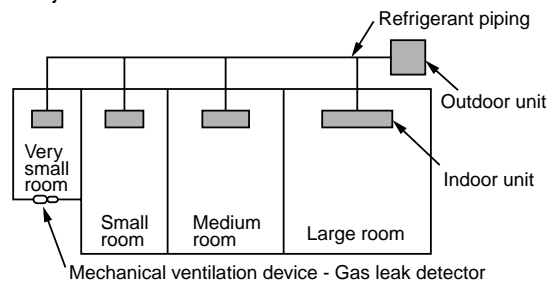 Refrigerant piping
Outdoor unit
Very
small
room
Indoor unit
Small
room
Medium
room
Large room
Mechanical ventilation device - Gas leak detector